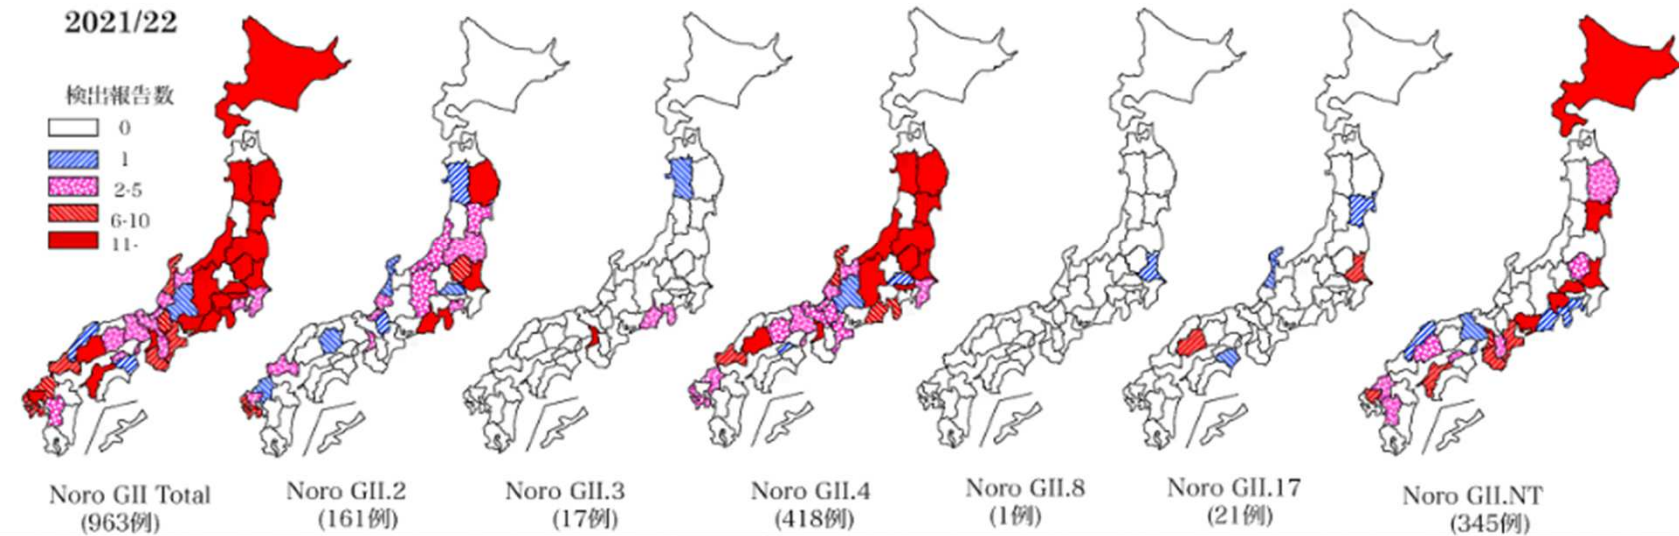 2021/22
検出報告数
0
1
2-5
6-10
11-
Noro GII Total
(963例)
Noro GII.2
(161例)
Noro GII.3
(17例)
Noro GII.4
(418例)
Noro GII.8
(1例)
Noro GII.17
(21例)
Noro GII.NT
(345例)